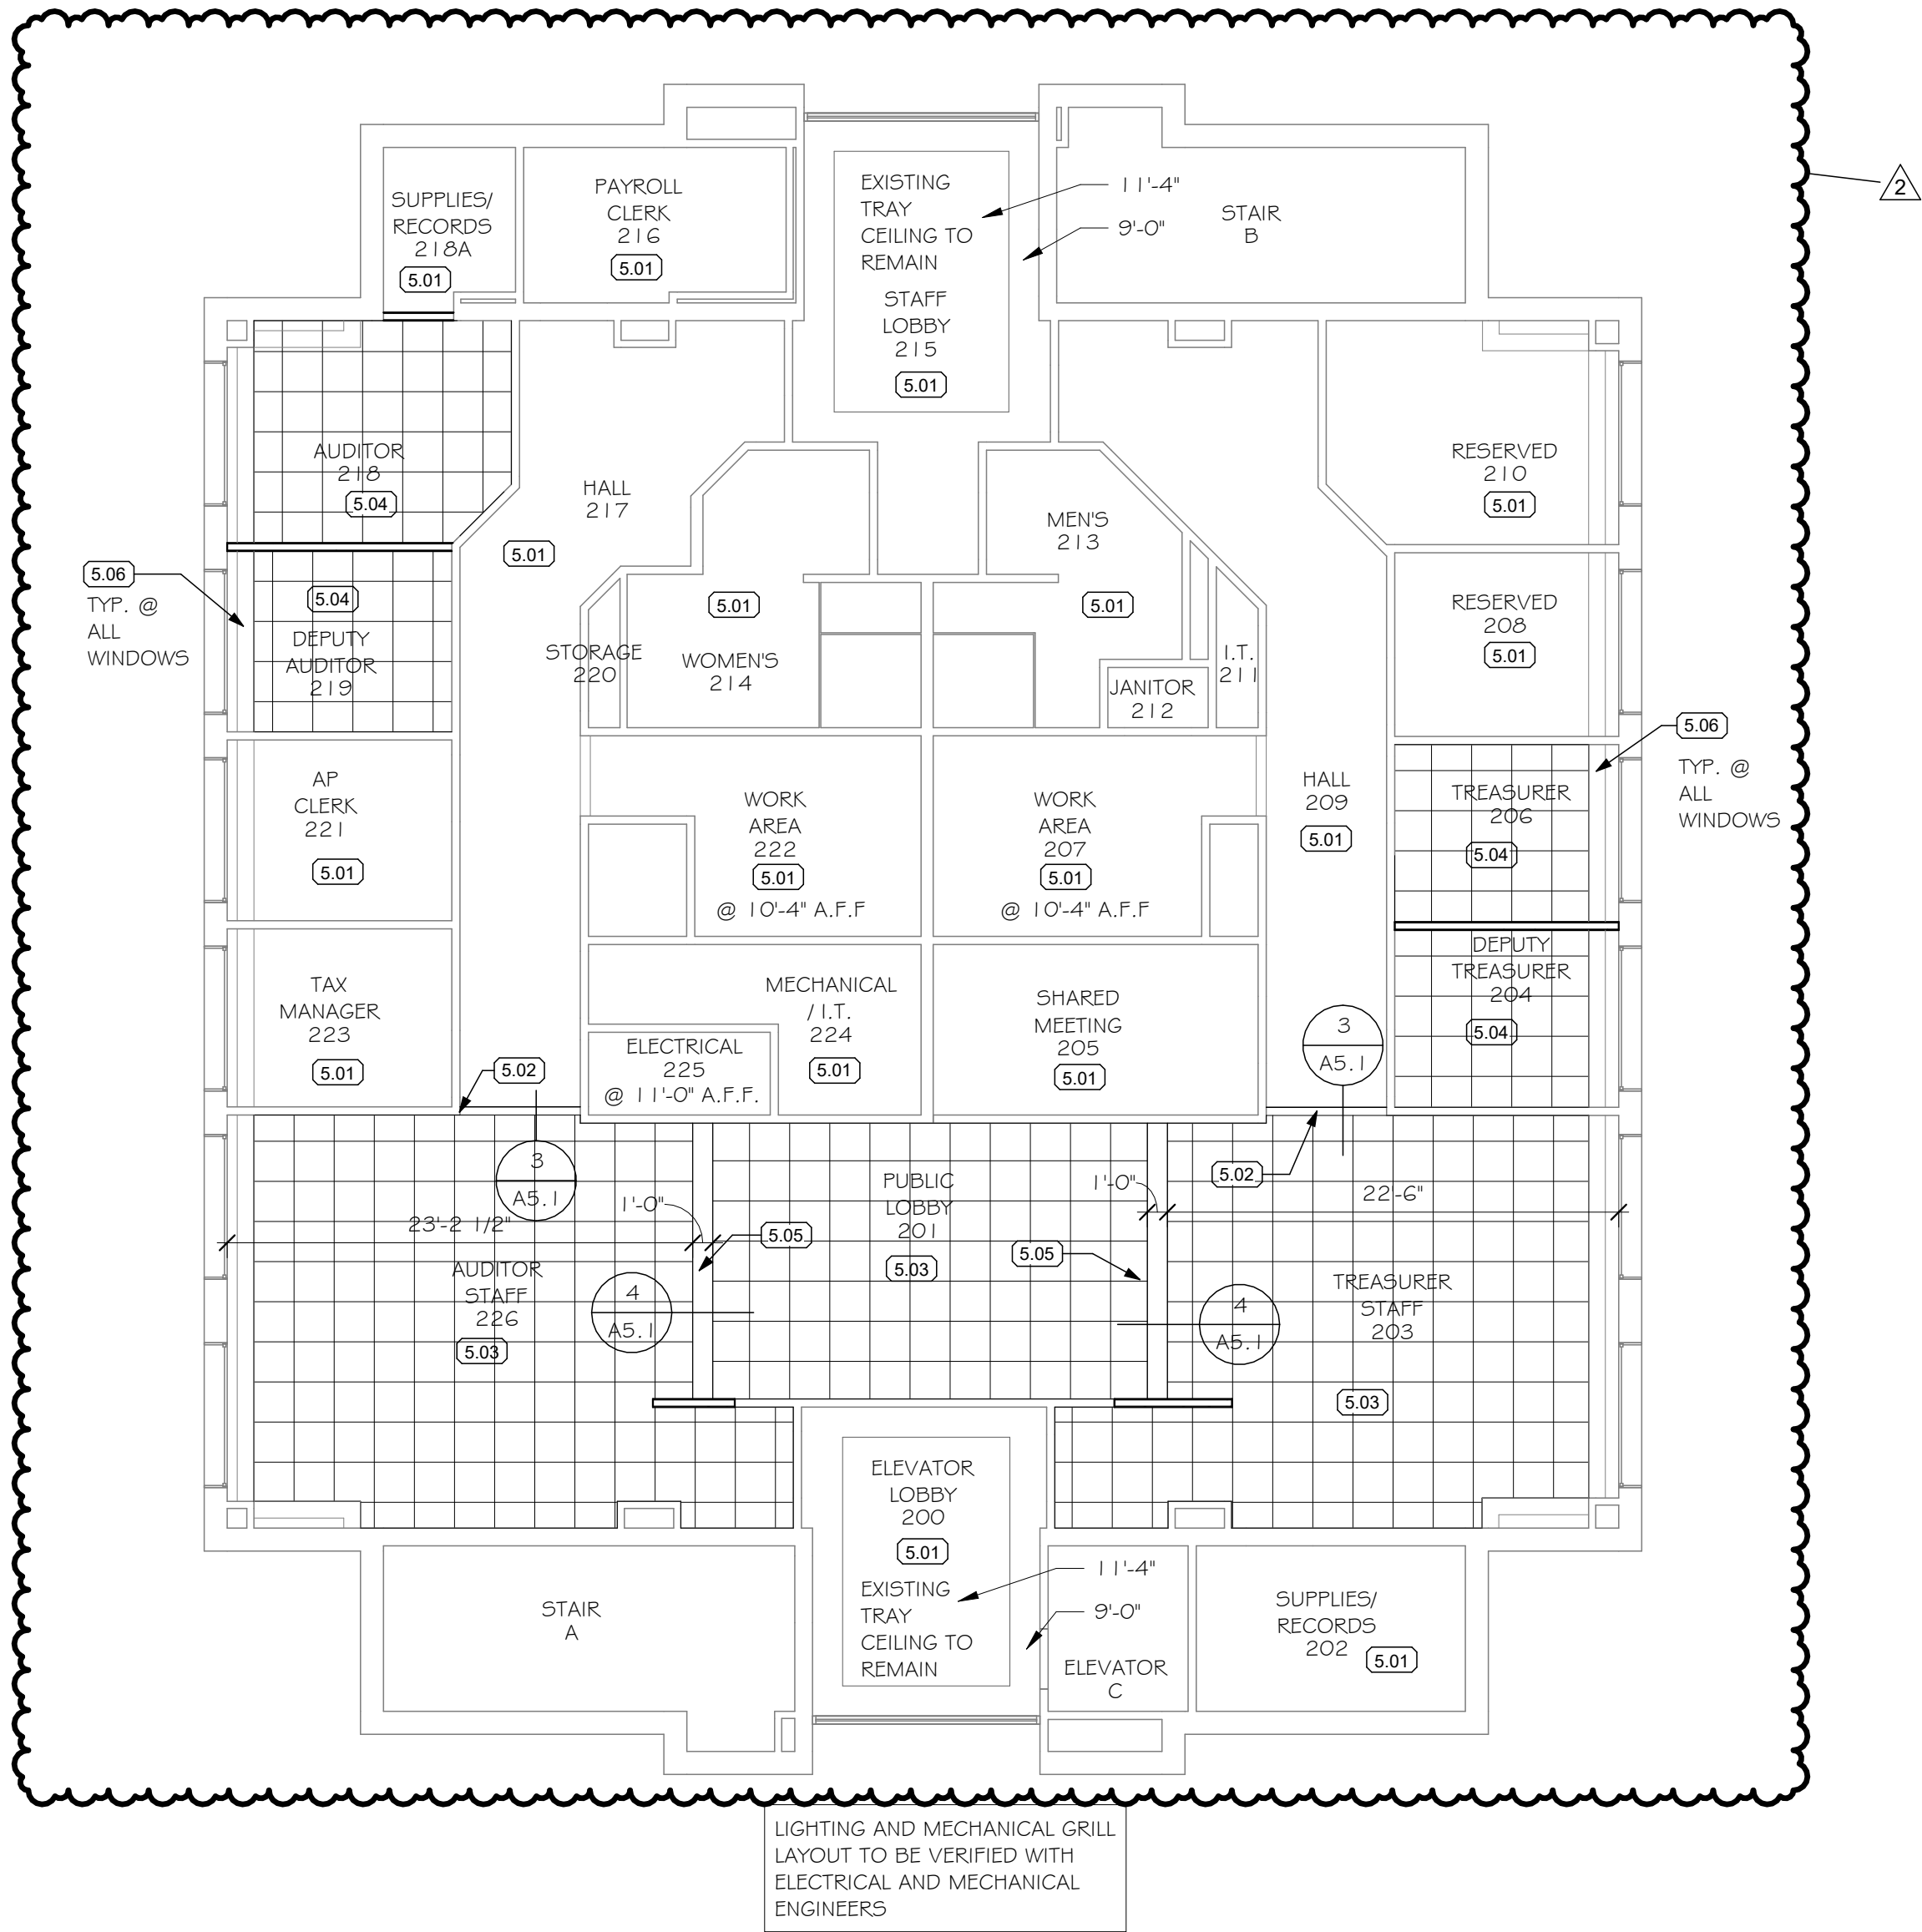 2
SUPPLIES/
RECORDS
218A
5.01
PAYROLL
CLERK
216
5.01
EXISTING
TRAY
CEILING TO
REMAIN
11'-4"
9'-0"
STAFF
LOBBY
215
5.01
STAIR
B
AUDITOR
218
5.04
HALL
217
5.01
MEN'S
213
5.01
RESERVED
210
5.01
5.06
TYP. @
ALL
WINDOWS
5.04
DEPUTY
AUDITOR
219
STORAGE
220
5.01
WOMEN'S
214
JANITOR
212
I.T.
211
RESERVED
208
5.01
5.06
TYP. @
ALL
WINDOWS
AP
CLERK
221
5.01
WORK
AREA
222
5.01
@ 10'-4" A.F.F
WORK
AREA
207
5.01
@ 10'-4" A.F.F
HALL
209
5.01
TREASURER
206
5.04
DEPUTY
TREASURER
204
5.04
TAX
MANAGER
223
5.01
5.02
MECHANICAL
/ I.T.
224
5.01
ELECTRICAL
225
@ 11'-0" A.F.F.
SHARED
MEETING
205
5.01
3
A5.1
3
A5.1
23'-2 1/2"
1'-0"
5.05
PUBLIC
LOBBY
201
5.03
1'-0"
5.02
22'-6"
5.05
AUDITOR
STAFF
226
5.03
4
A5.1
4
A5.1
TREASURER
STAFF
203
5.03
ELEVATOR
LOBBY
200
5.01
EXISTING
TRAY
CEILING TO
REMAIN
11'-4"
9'-0"
STAIR
A
ELEVATOR
C
SUPPLIES/
RECORDS
202
5.01
LIGHTING AND MECHANICAL GRILL
LAYOUT TO BE VERIFIED WITH
ELECTRICAL AND MECHANICAL
ENGINEERS